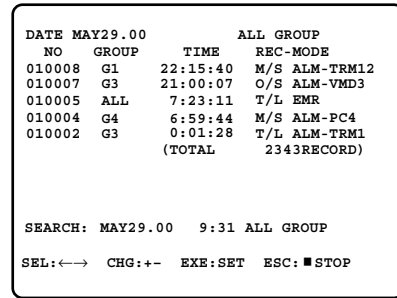 DATE MAY29.00 ALL GROUP
NO GROUP TIME REC-MODE
010008 G1 22:15:40 M/S ALM-TRM12
010007 G3 21:00:07 O/S ALM-VMD3
010005 ALL 7:23:11 T/L EMR
010004 G4 6:59:44 M/S ALM-PC4
010002 G3 0:01:28 T/L ALM-TRM1
(TOTAL 2343RECORD)
SEARCH: MAY29.00 9:31 ALL GROUP
SEL:←→ CHG:+- EXE:SET ESC:■STOP